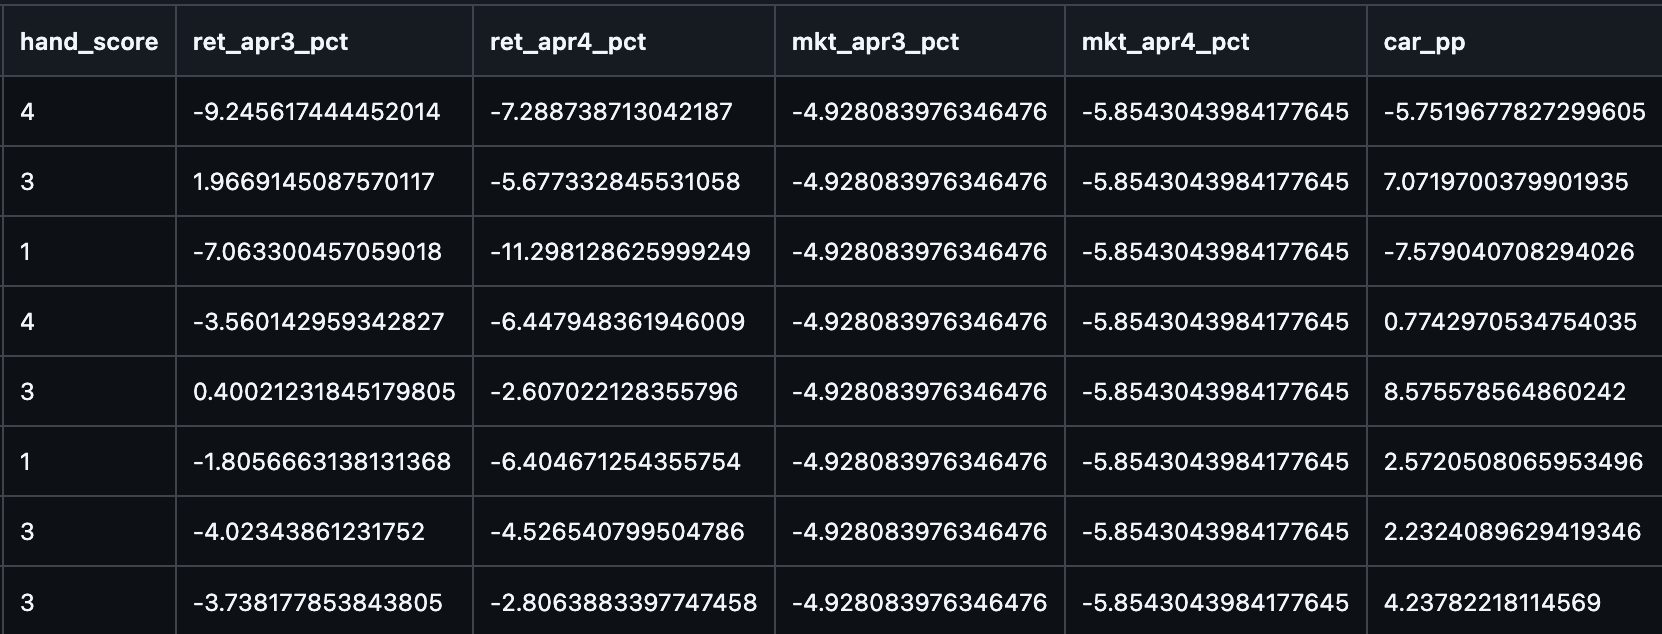 hand_score ret_apr3_pct ret_apr4_pct mkt_apr3_pct mkt_apr4_pct car_pp
4 -9.245617444452014 -7.288738713042187 -4.928083976346476 -5.8543043984177645 -5.7519677827299605
3 1.9669145087570117 -5.677332845531058 -4.928083976346476 -5.8543043984177645 7.0719700379901935
1 -7.063300457059018 -11.298128625999249 -4.928083976346476 -5.8543043984177645 -7.579040708294026
4 -3.560142959342827 -6.447948361946009 -4.928083976346476 -5.8543043984177645 0.7742970534754035
3 0.40021231845179805 -2.607022128355796 -4.928083976346476 -5.8543043984177645 8.575578564860242
1 -1.8056663138131368 -6.404671254355754 -4.928083976346476 -5.8543043984177645 2.5720508065953496
3 -4.02343861231752 -4.526540799504786 -4.928083976346476 -5.8543043984177645 2.2324089629419346
3 -3.738177853843805 -2.8063883397747458 -4.928083976346476 -5.8543043984177645 4.23782218114569